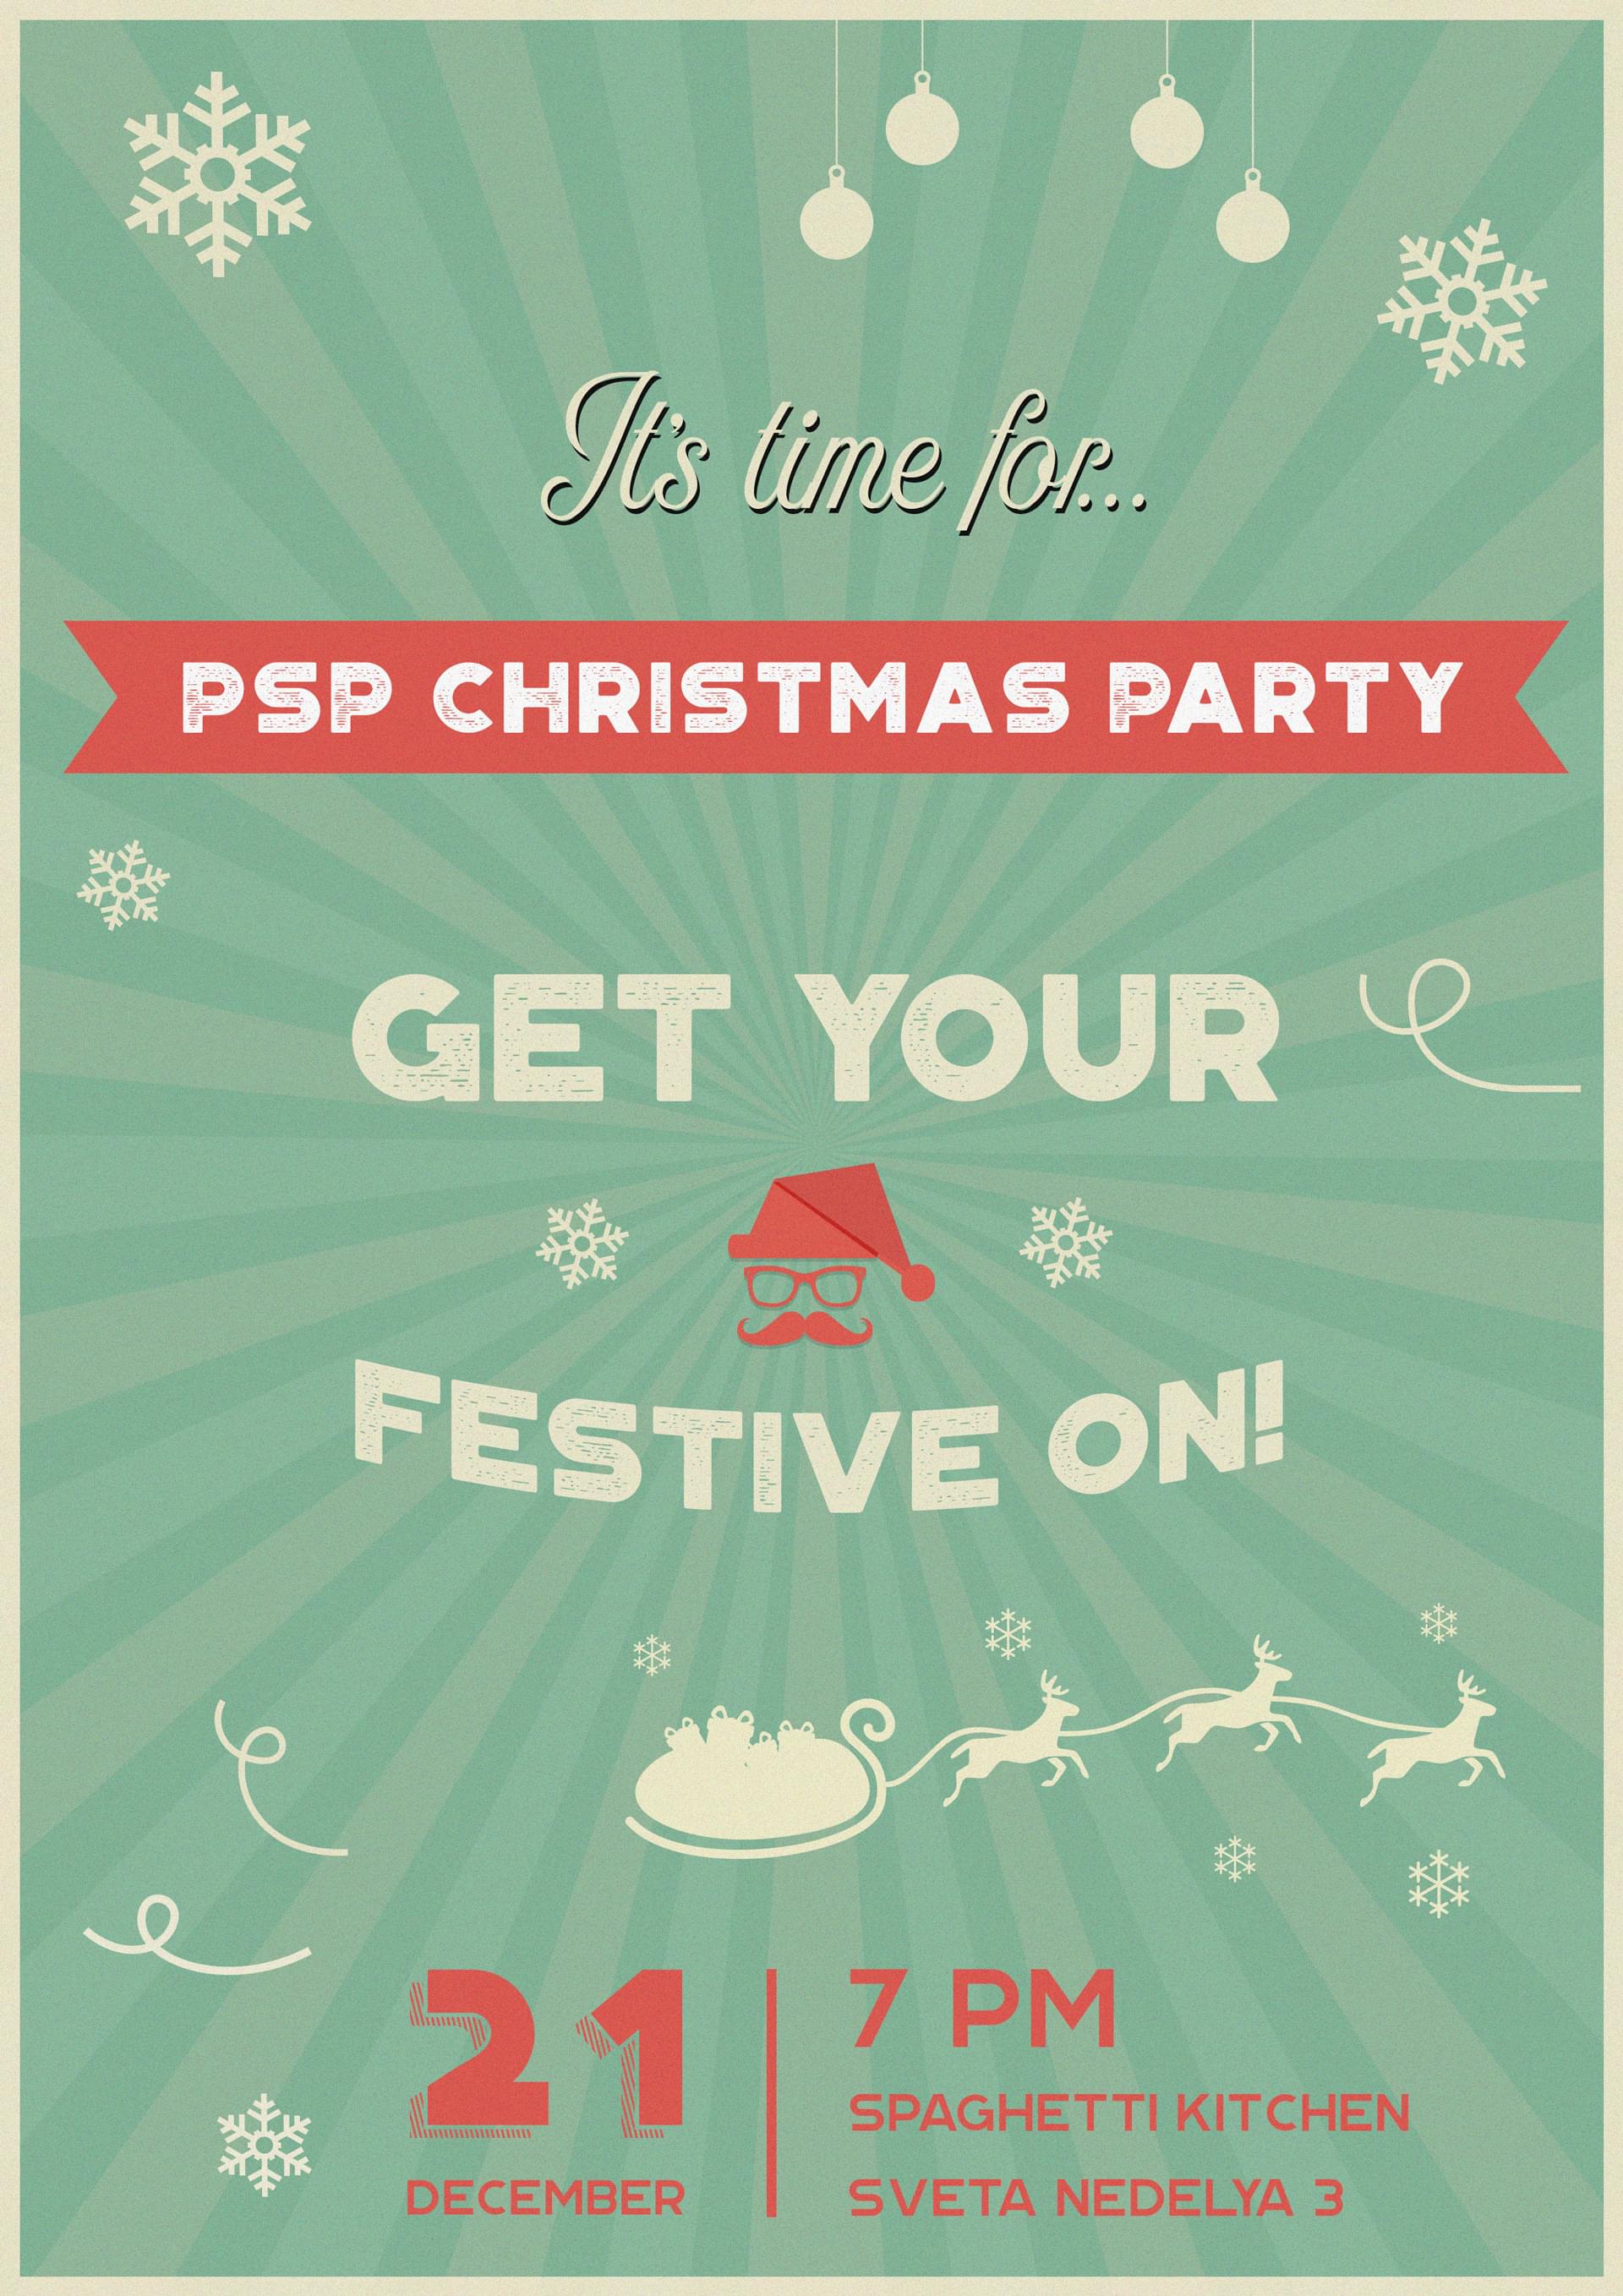 It's time for...
PSP CHRISTMAS PARTY
GET YOUR
FESTIVE ON!
21
DECEMBER
7 PM
SPAGHETTI KITCHEN
SVETA NEDELYA 3